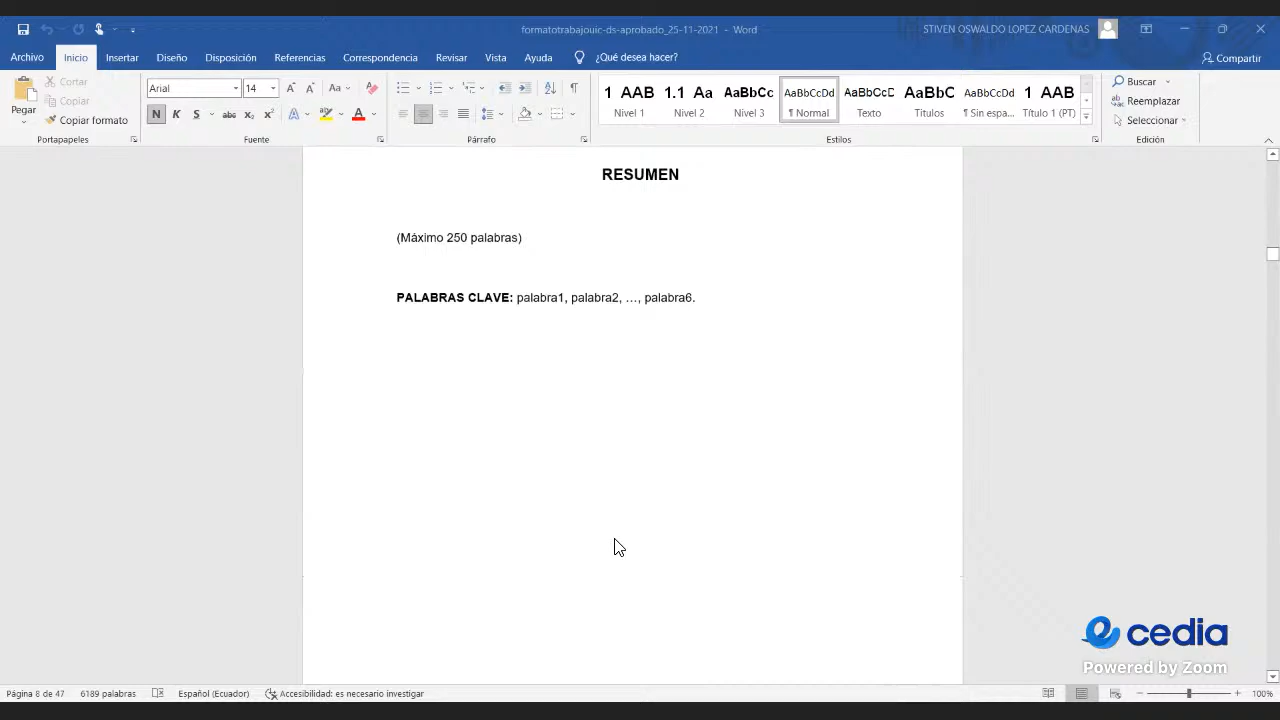 formatotrabajouic-ds-aprobado_25-11-2021 - Word
STIVEN OSWALDO LOPEZ CARDENAS
Archivo Inicio Insertar Diseño Disposición Referencias Correspondencia Revisar Vista Ayuda ¿Qué desea hacer? Compartir
Pegar
Cortar
Copiar
Copiar formato
Portapapeles
Arial 14
N K S abc x₂ x²
Fuente
Párrafo
1 AAB 1.1 Aa AaBbCc AaBbCcDd AaBbCcD AaBbC AaBbCcDd 1 AAB
Nivel 1 Nivel 2 Nivel 3 ¶ Normal Texto Titulos ¶ Sin espa... Título 1 (PT)
Estilos
Buscar
Reemplazar
Seleccionar
Edición
RESUMEN
(Máximo 250 palabras)
PALABRAS CLAVE: palabra1, palabra2, …, palabra6.
cedia
Powered by Zoom
Página 8 de 47 6189 palabras Español (Ecuador) Accesibilidad: es necesario investigar 100%